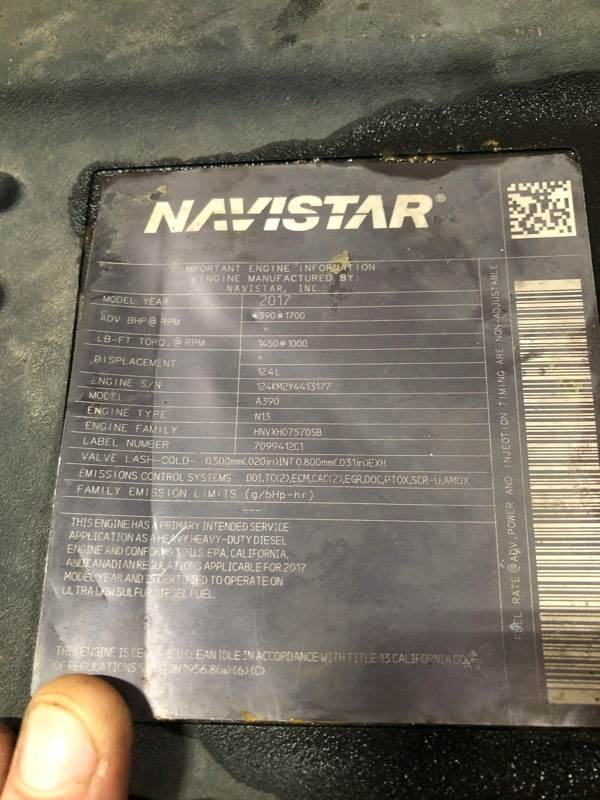 NAVISTAR®
IMPORTANT ENGINE INFORMATION
ENGINE MANUFACTURED BY:
NAVISTAR, INC.
MODEL YEAR 2017
ADV BHP@ RPM 390@1700
LB-FT TORQ. @ RPM 1450@1000
DISPLACEMENT 12.4L
ENGINE S/N 124KM2Y4413177
MODEL A390
ENGINE TYPE N13
ENGINE FAMILY HNVXH07570SB
LABEL NUMBER 7099412C1
VALVE LASH-COLD- 0.500mm(.020in)INT 0.800mm(.031in)EXH
EMISSIONS CONTROL SYSTEMS DDI,TC(2),ECM,CAC(2),EGR,DOC,PTOX,SCR-U,AMOX
FAMILY EMISSION LIMITS (g/bHp-hr)
---
THIS ENGINE HAS A PRIMARY INTENDED SERVICE
APPLICATION AS A HEAVY HEAVY-DUTY DIESEL
ENGINE AND CONFORMS TO U.S. EPA, CALIFORNIA,
AND CANADIAN REGULATIONS APPLICABLE FOR 2017
MODEL YEAR AND IS CERTIFIED TO OPERATE ON
ULTRA LOW SULFUR DIESEL FUEL.
THIS ENGINE IS CERTIFIED CLEAN IDLE IN ACCORDANCE WITH TITLE 13 CALIFORNIA CODE
OF REGULATIONS SECTION 1956.8(a)(6)(C)
FUEL RATE @ADV. POWER AND INJECTION TIMING ARE NON-ADJUSTABLE